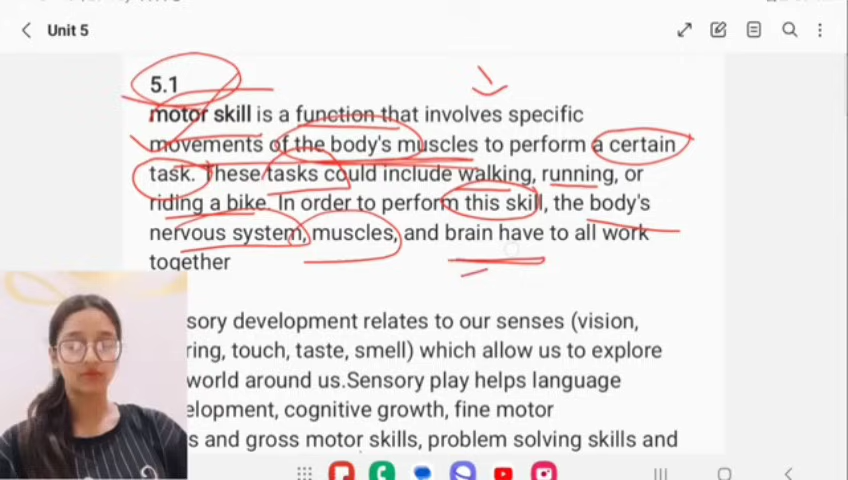 Unit 5
5.1
motor skill is a function that involves specific
movements of the body's muscles to perform a certain
task. These tasks could include walking, running, or
riding a bike. In order to perform this skill, the body's
nervous system, muscles, and brain have to all work
together
sory development relates to our senses (vision,
ring, touch, taste, smell) which allow us to explore
world around us.Sensory play helps language
elopment, cognitive growth, fine motor
s and gross motor skills, problem solving skills and